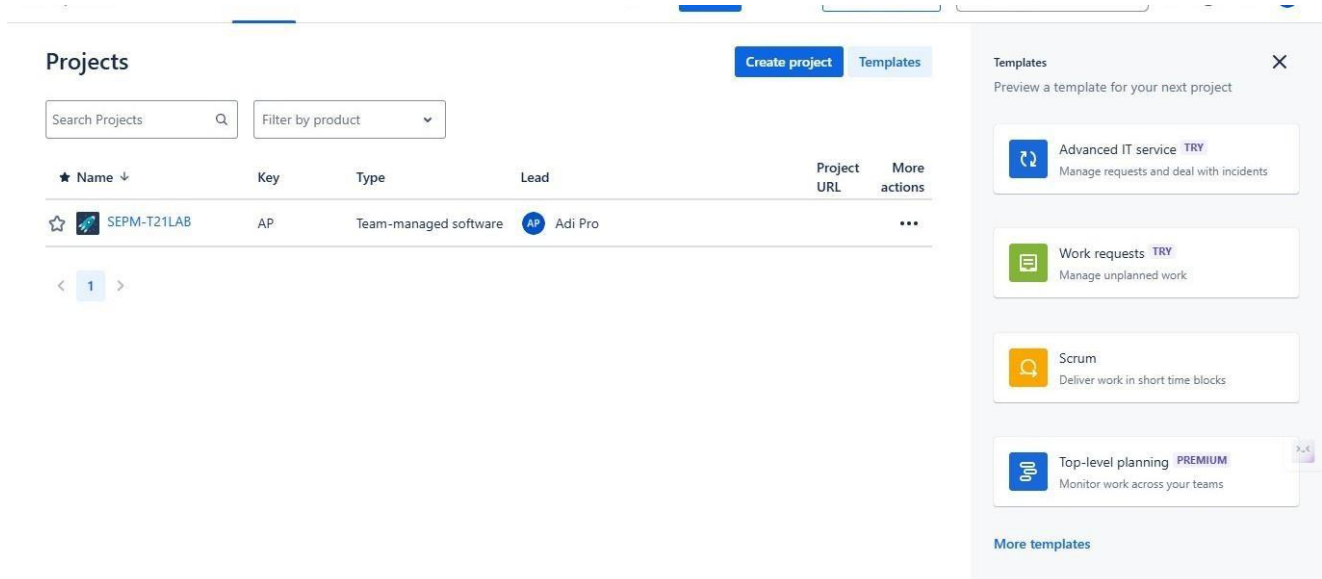 Projects
Create project
Templates
Search Projects
Filter by product
Name
Key
Type
Lead
Project
URL
More
actions
SEPM-T21LAB
AP
Team-managed software
AP
Adi Pro
1
Templates
Preview a template for your next project
Advanced IT service TRY
Manage requests and deal with incidents
Work requests TRY
Manage unplanned work
Scrum
Deliver work in short time blocks
Top-level planning PREMIUM
Monitor work across your teams
More templates